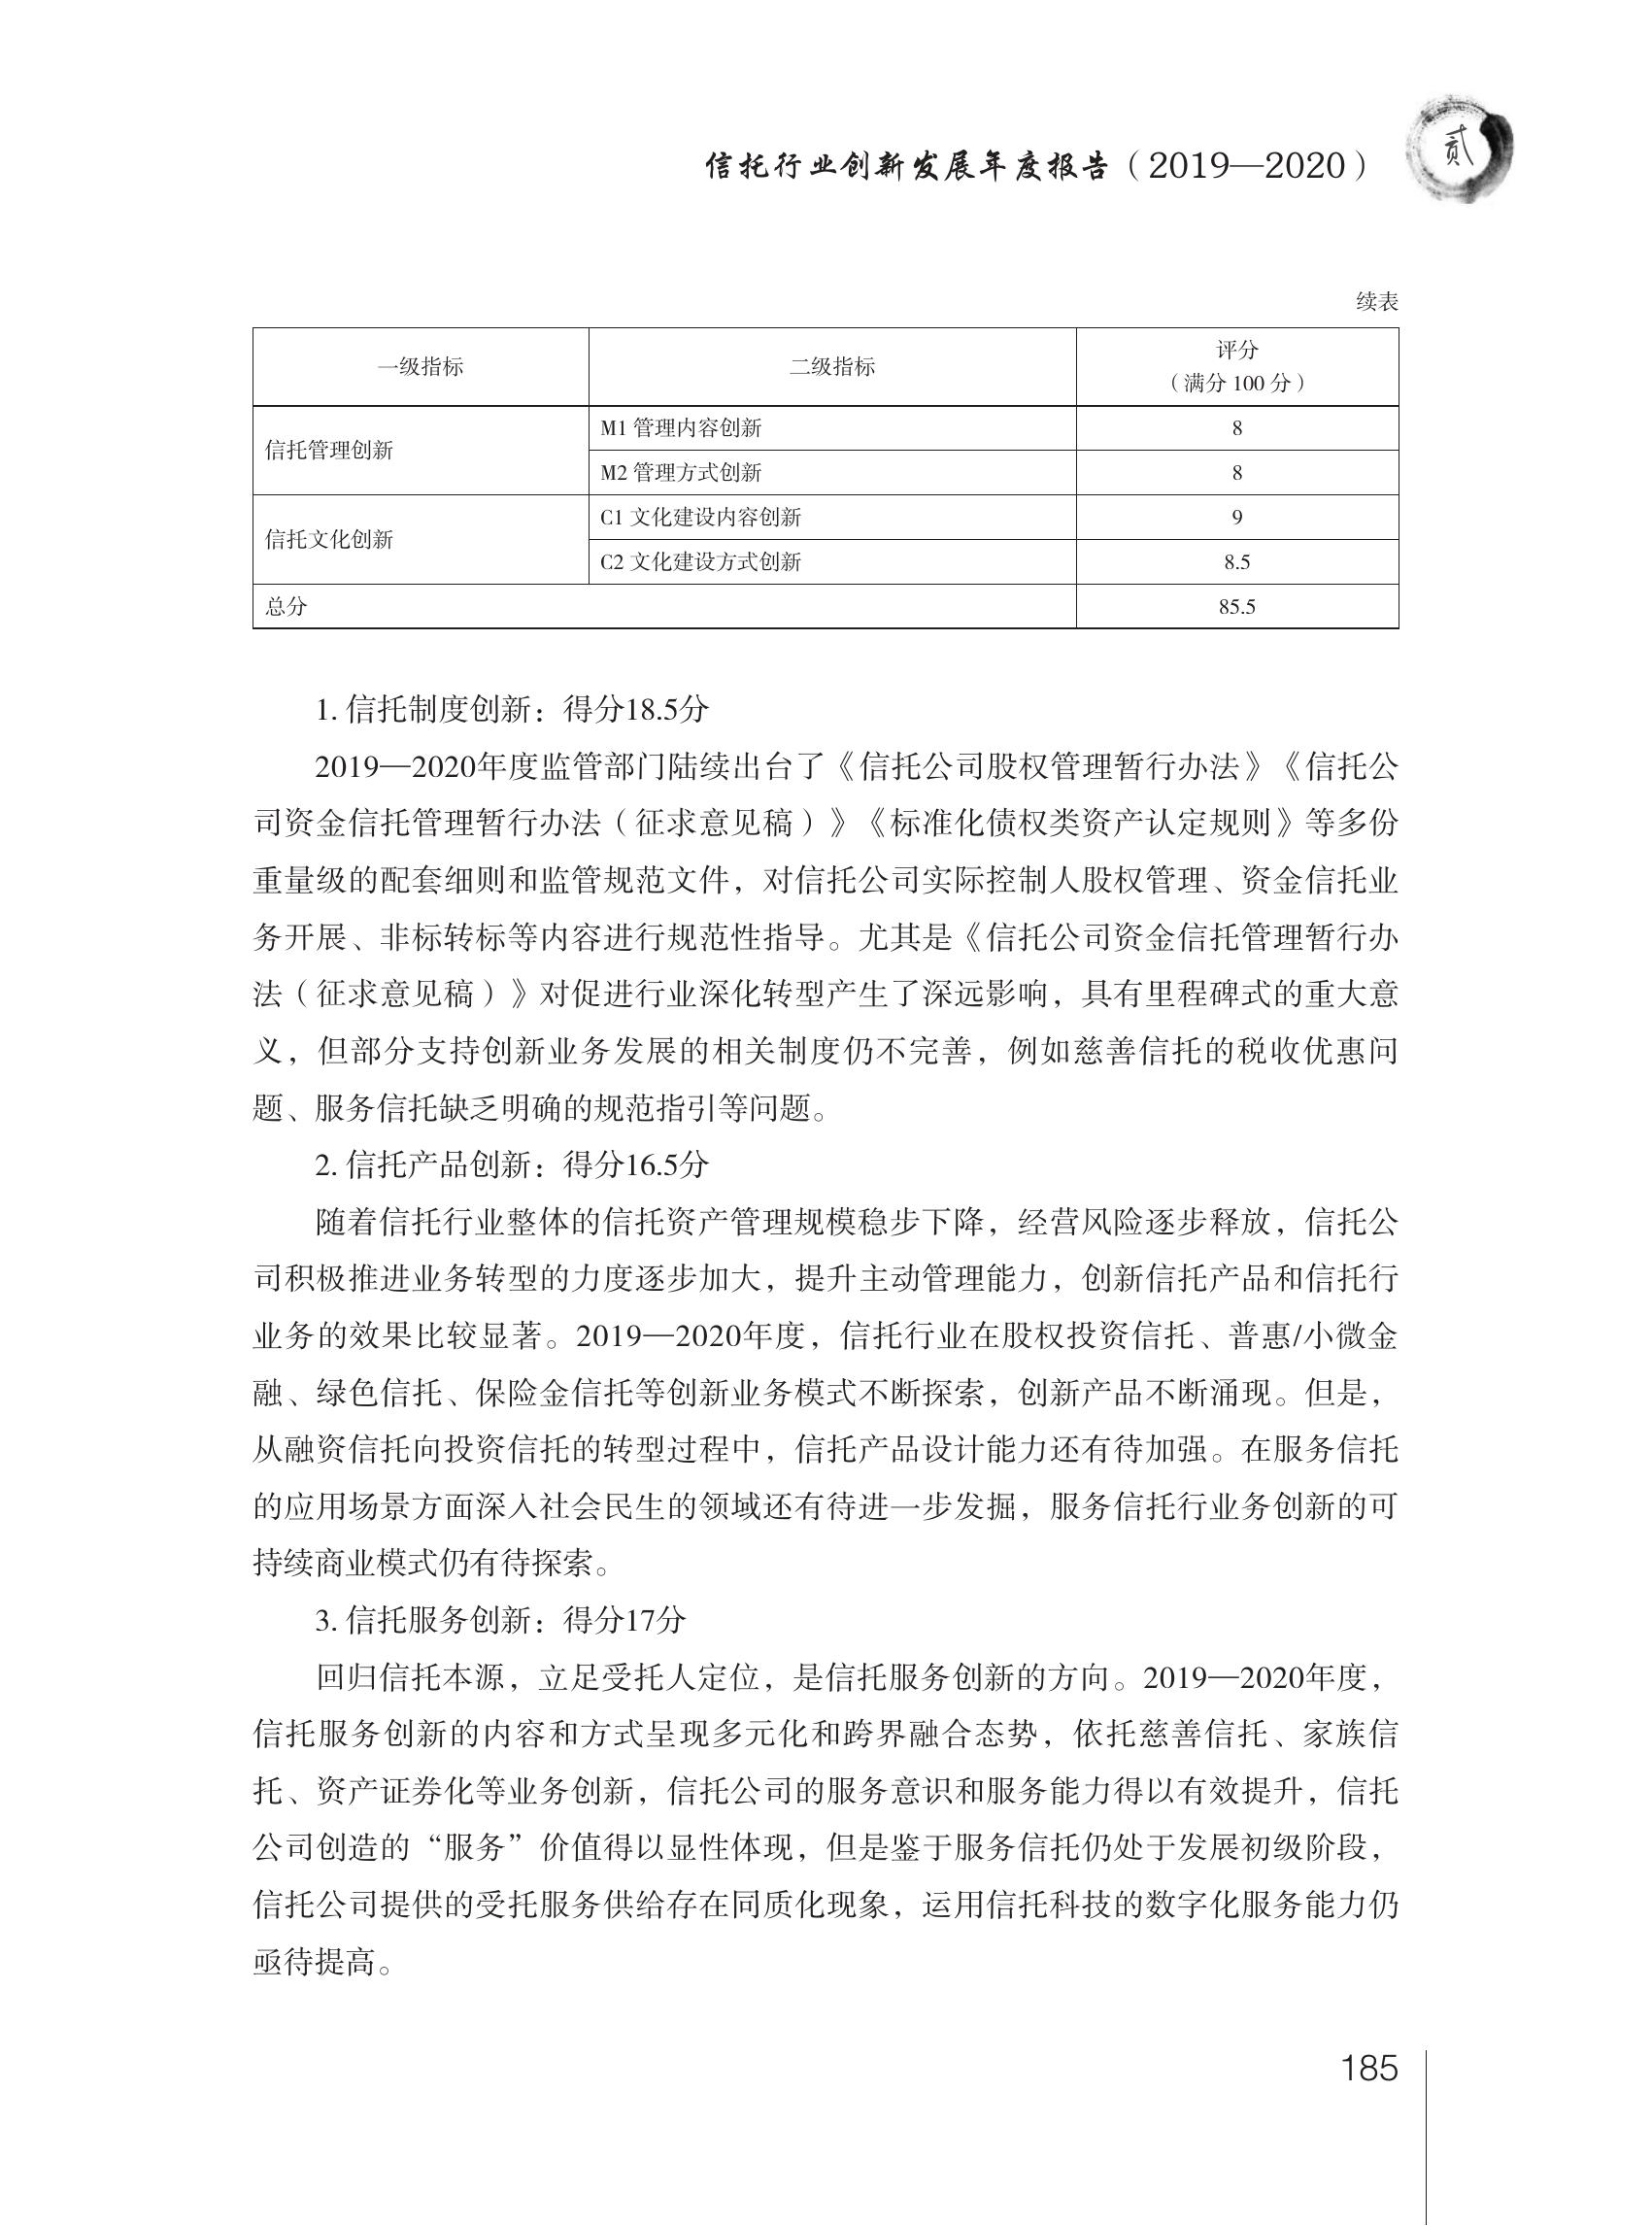 信托行业创新发展年度报告（2019—2020）
贰
续表
一级指标
二级指标
评分
（满分 100 分）
信托管理创新
M1 管理内容创新
8
M2 管理方式创新
8
信托文化创新
C1 文化建设内容创新
9
C2 文化建设方式创新
8.5
总分
85.5
1. 信托制度创新：得分18.5分
2019—2020年度监管部门陆续出台了《信托公司股权管理暂行办法》《信托公
司资金信托管理暂行办法（征求意见稿）》《标准化债权类资产认定规则》等多份
重量级的配套细则和监管规范文件，对信托公司实际控制人股权管理、资金信托业
务开展、非标转标等内容进行规范性指导。尤其是《信托公司资金信托管理暂行办
法（征求意见稿）》对促进行业深化转型产生了深远影响，具有里程碑式的重大意
义，但部分支持创新业务发展的相关制度仍不完善，例如慈善信托的税收优惠问
题、服务信托缺乏明确的规范指引等问题。
2. 信托产品创新：得分16.5分
随着信托行业整体的信托资产管理规模稳步下降，经营风险逐步释放，信托公
司积极推进业务转型的力度逐步加大，提升主动管理能力，创新信托产品和信托行
业务的效果比较显著。2019—2020年度，信托行业在股权投资信托、普惠/小微金
融、绿色信托、保险金信托等创新业务模式不断探索，创新产品不断涌现。但是，
从融资信托向投资信托的转型过程中，信托产品设计能力还有待加强。在服务信托
的应用场景方面深入社会民生的领域还有待进一步发掘，服务信托行业务创新的可
持续商业模式仍有待探索。
3. 信托服务创新：得分17分
回归信托本源，立足受托人定位，是信托服务创新的方向。2019—2020年度，
信托服务创新的内容和方式呈现多元化和跨界融合态势，依托慈善信托、家族信
托、资产证券化等业务创新，信托公司的服务意识和服务能力得以有效提升，信托
公司创造的“服务”价值得以显性体现，但是鉴于服务信托仍处于发展初级阶段，
信托公司提供的受托服务供给存在同质化现象，运用信托科技的数字化服务能力仍
亟待提高。
185